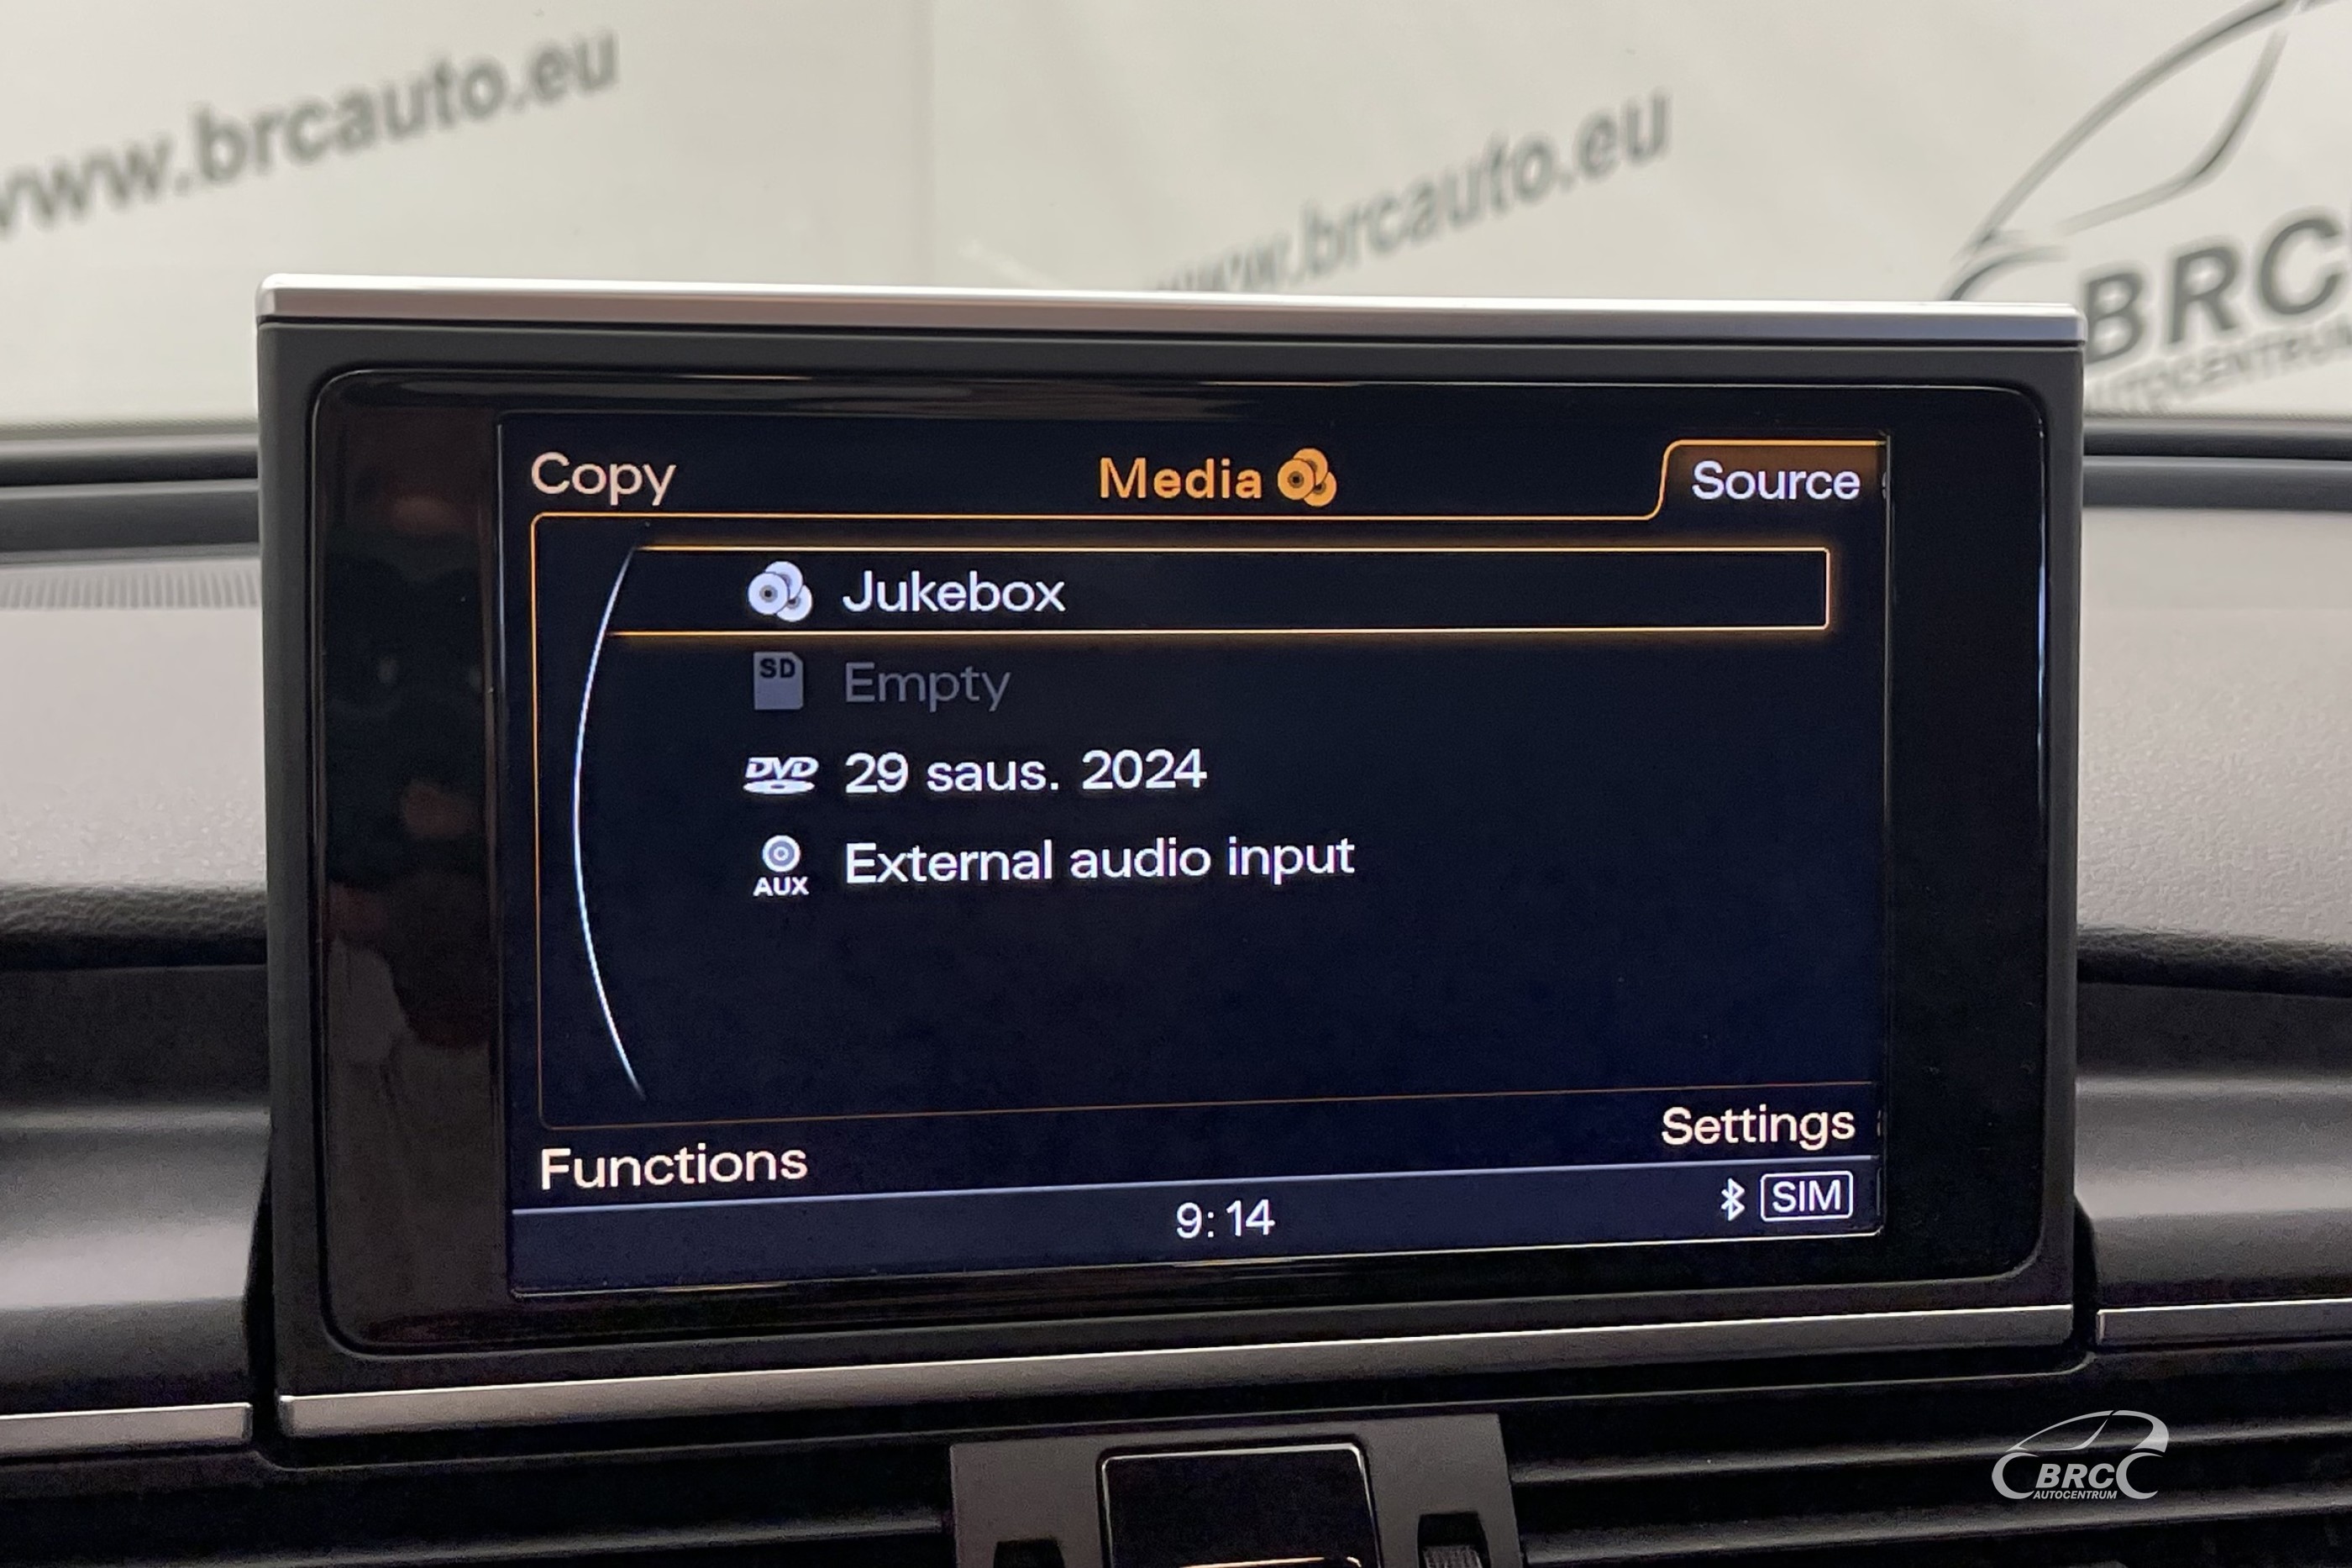 www.brcauto.eu
www.brcauto.eu
BRC
AUTOCENTRUM
Copy
Media
Source
Jukebox
SD
Empty
DVD
29 saus. 2024
AUX
External audio input
Settings
Functions
9:14
SIM
BRC
AUTOCENTRUM